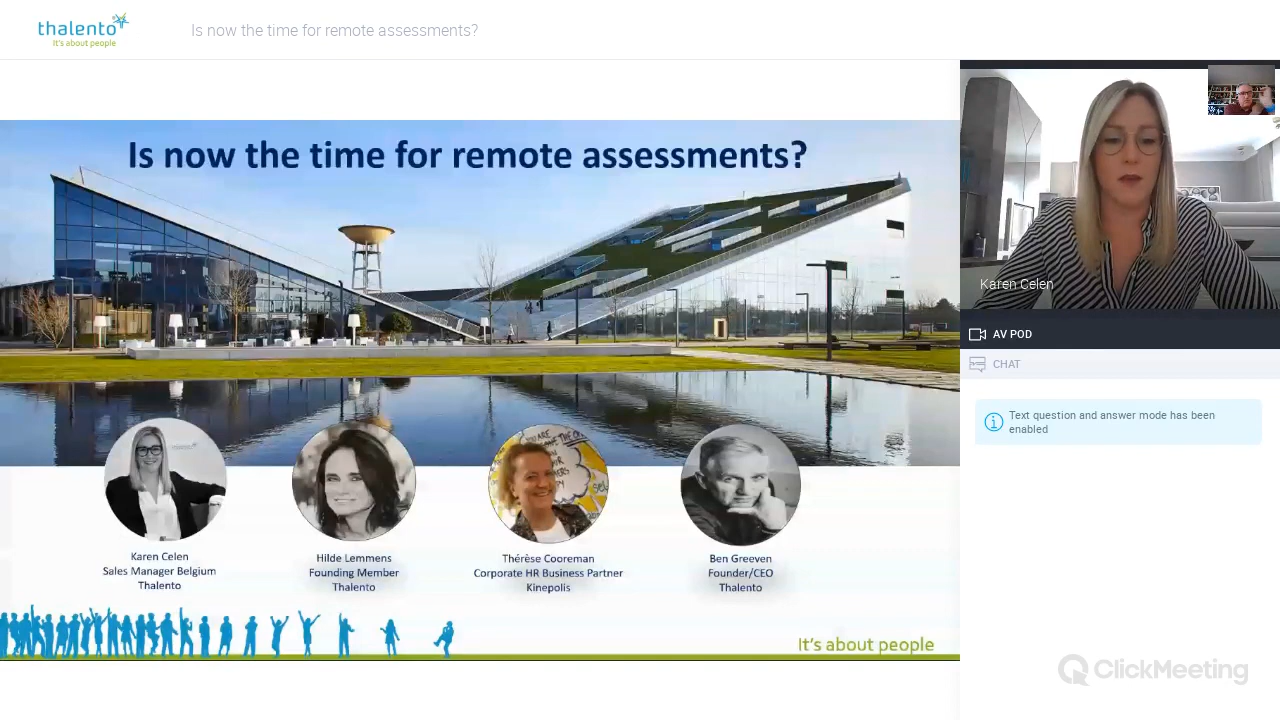 thalento
It's about people
Is now the time for remote assessments?
Is now the time for remote assessments?
Karen Celen
AV POD
CHAT
Text question and answer mode has been
enabled
Karen Celen
Sales Manager Belgium
Thalento
Hilde Lemmens
Founding Member
Thalento
Thérèse Cooreman
Corporate HR Business Partner
Kinepolis
Ben Greeven
Founder/CEO
Thalento
It's about people
ClickMeeting